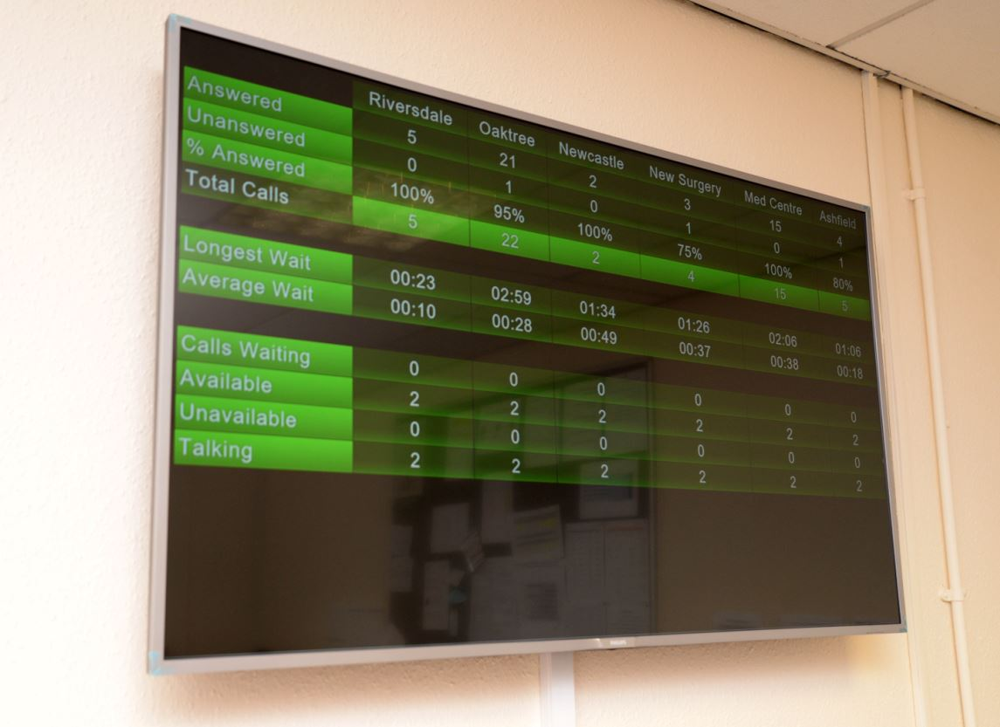 Riversdale Oaktree Newcastle New Surgery Med Centre Ashfield
Answered 5 21 2 3 15 4
Unanswered 0 1 0 1 0 1
% Answered 100% 95% 100% 75% 100% 80%
Total Calls 5 22 2 4 15 5
Longest Wait 00:23 02:59 01:34 01:26 02:06 01:06
Average Wait 00:10 00:28 00:49 00:37 00:38 00:18
Calls Waiting 0 0 0 0 0 0
Available 2 2 2 2 2 2
Unavailable 0 0 0 0 0 0
Talking 2 2 2 2 2 2
PHILIPS